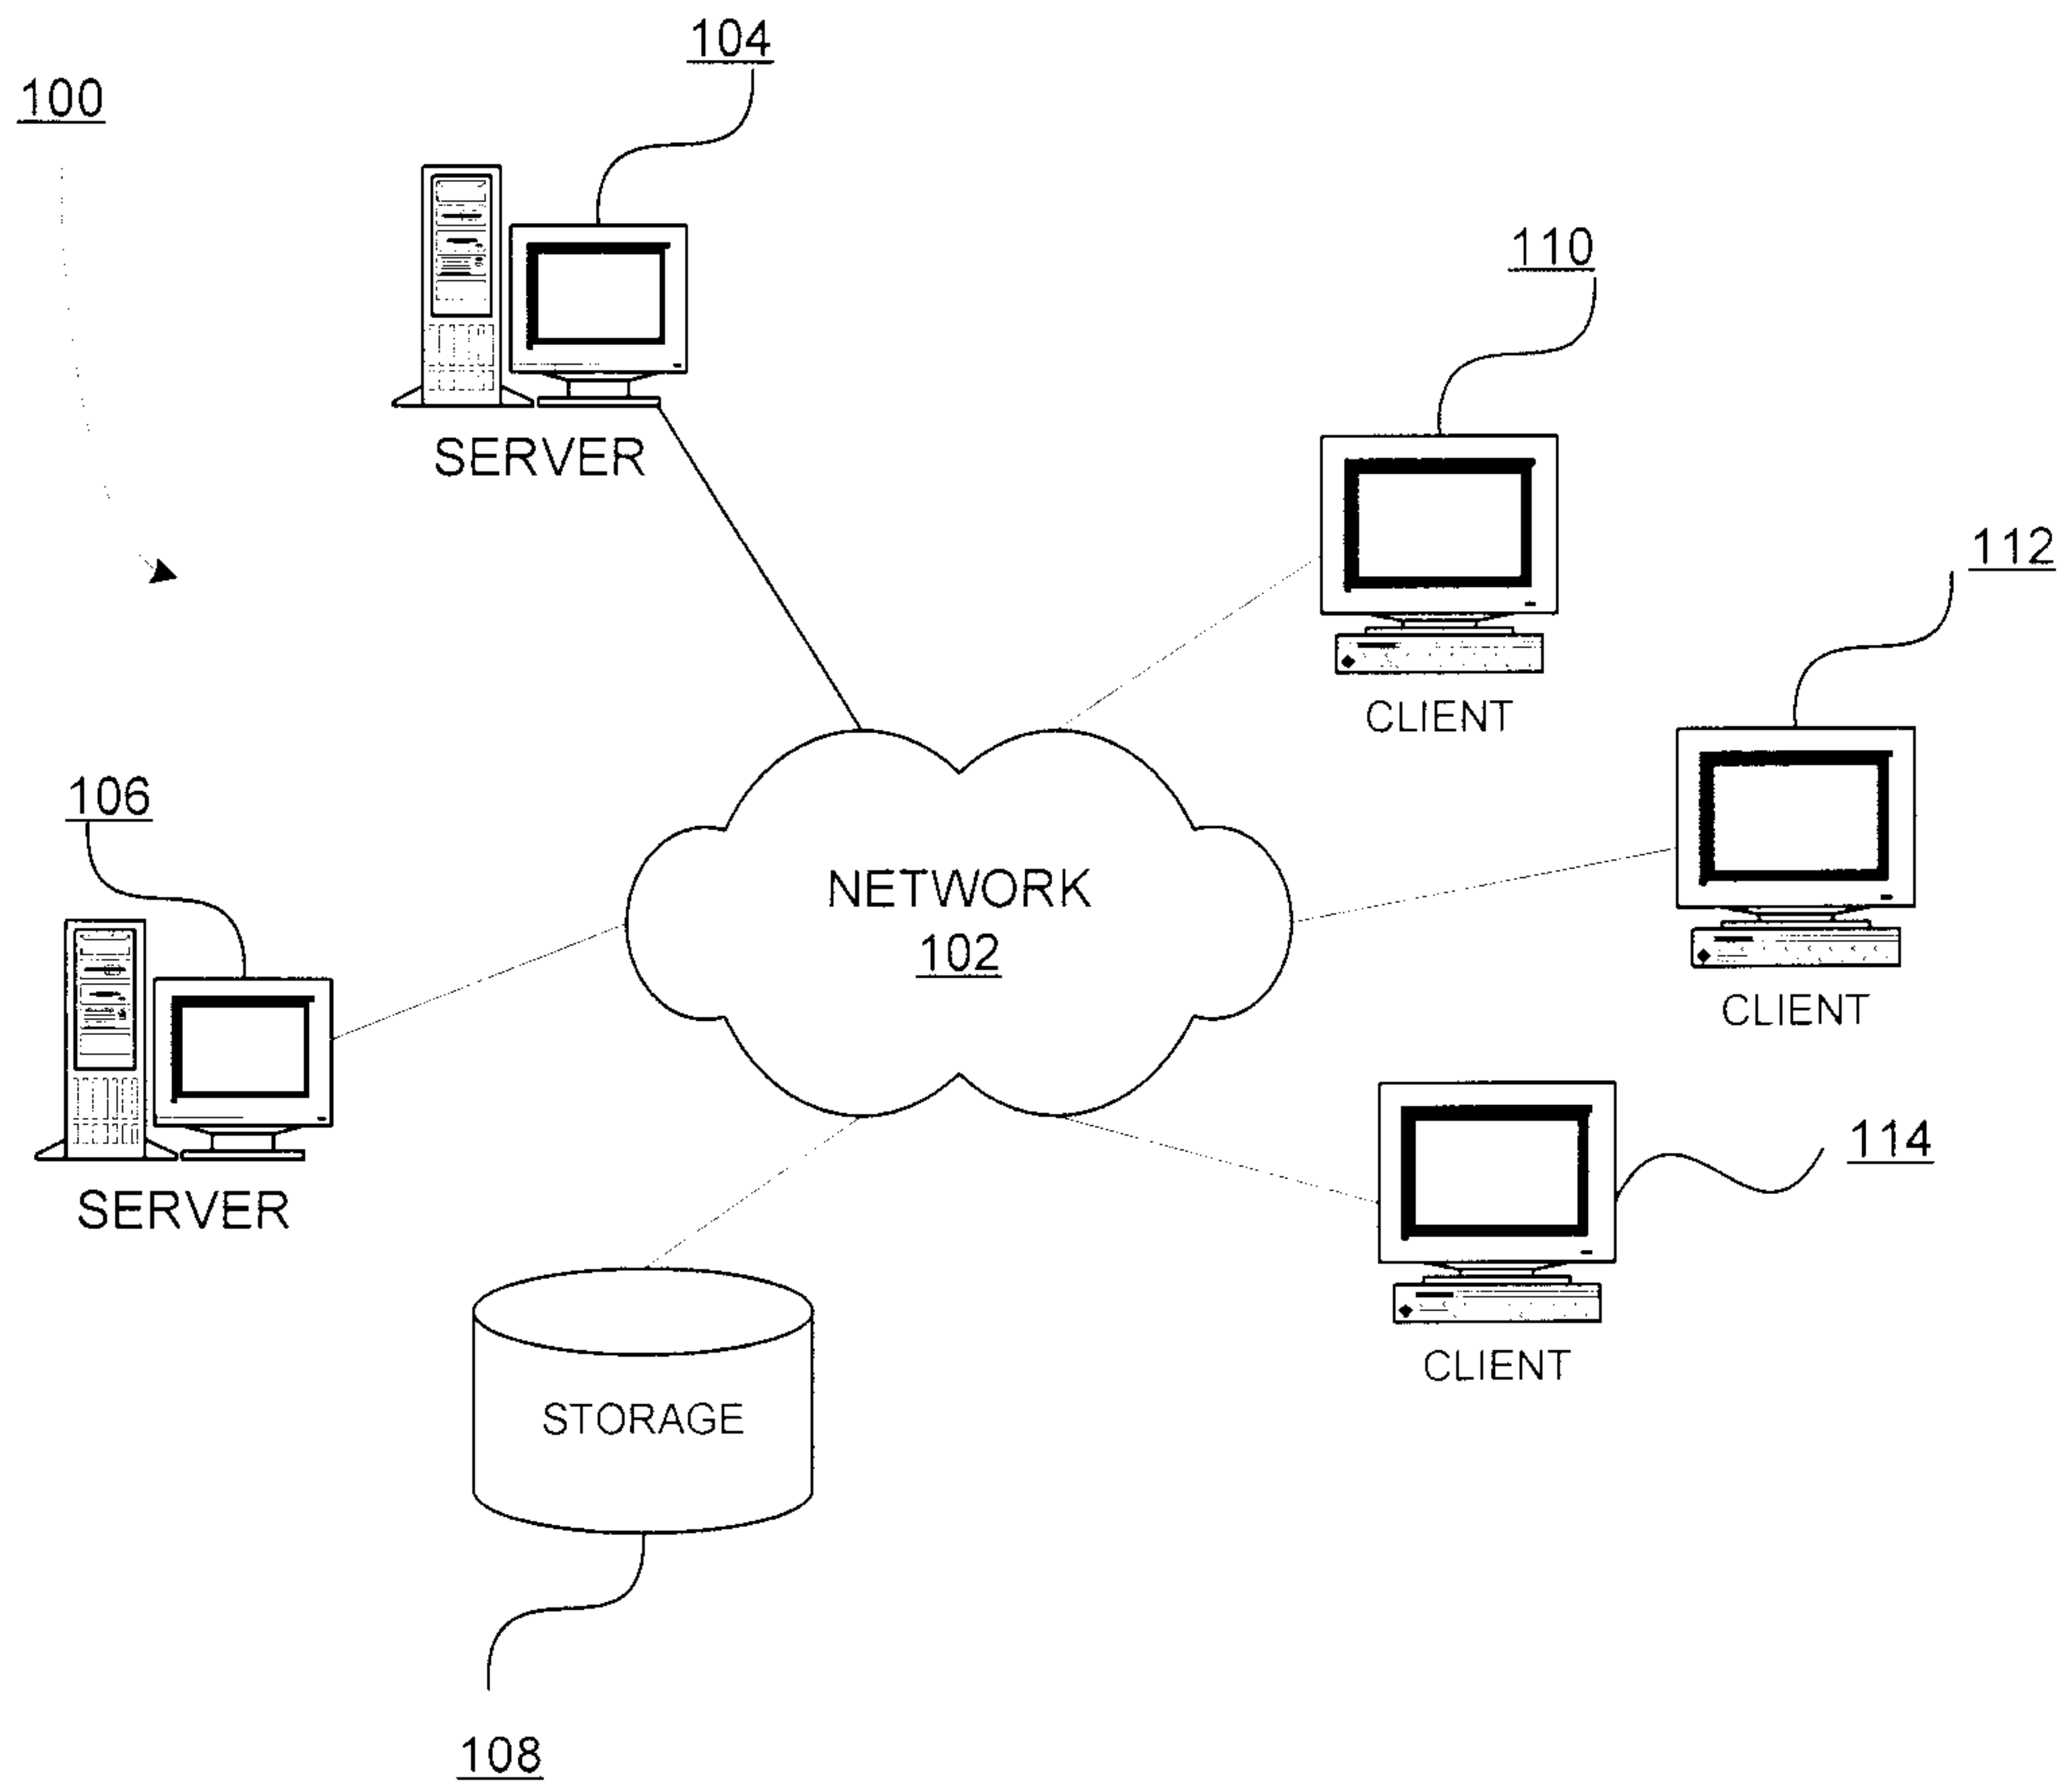 104
100
110
SERVER
112
CLIENT
106
NETWORK
102
CLIENT
114
SERVER
CLIENT
STORAGE
108